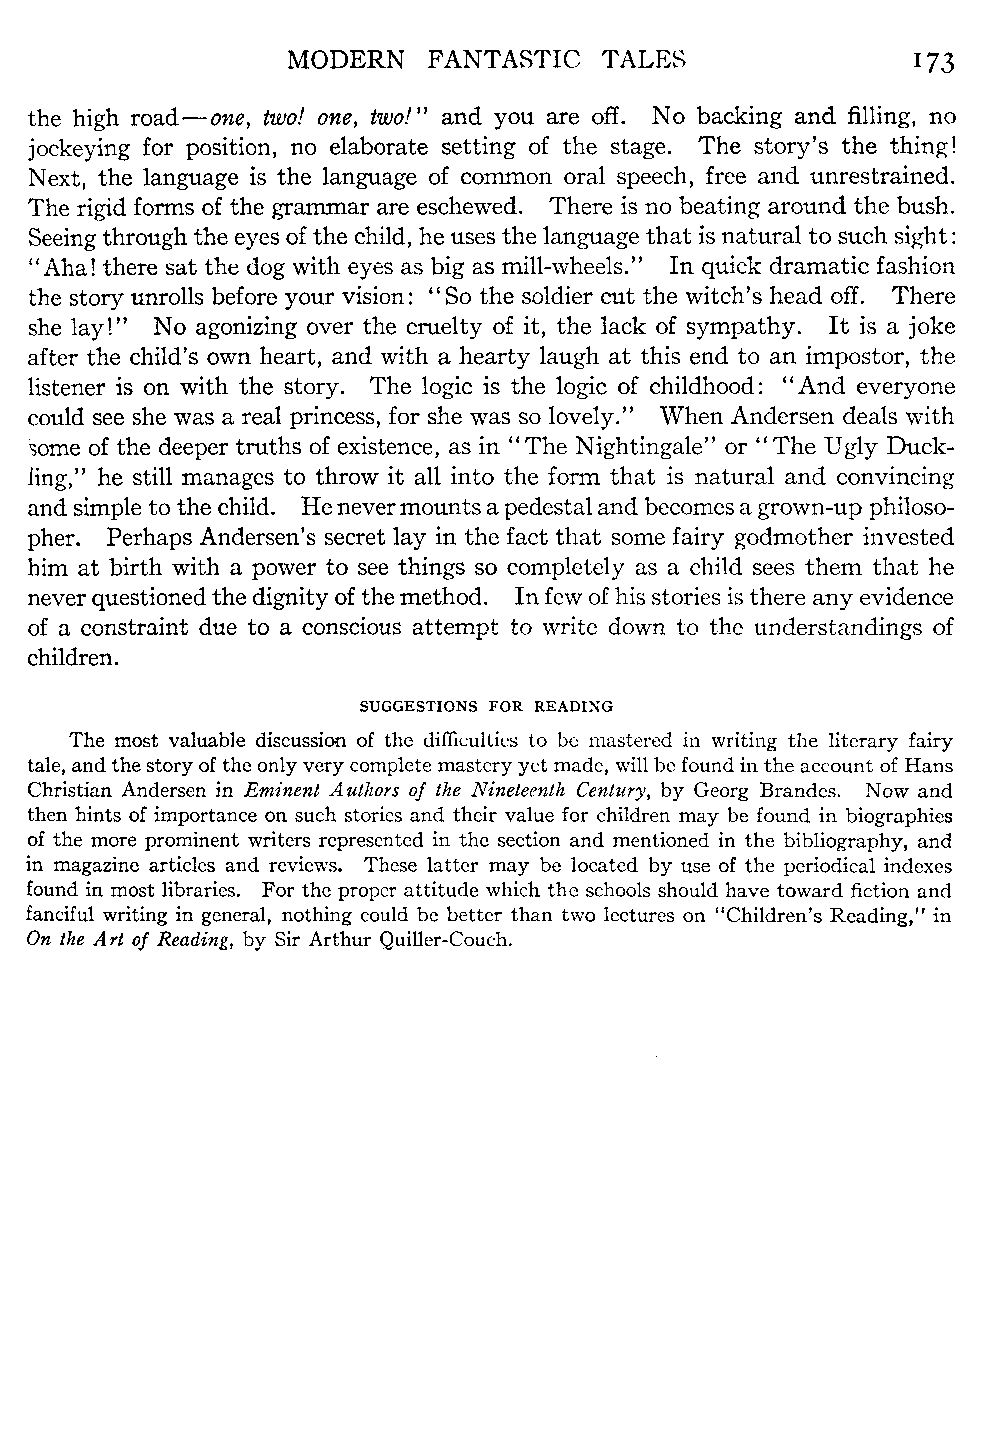 MODERN FANTASTIC TALES 173
the high road—one, two! one, two!" and you are off. No backing and filling, no
jockeying for position, no elaborate setting of the stage. The story's the thing!
Next, the language is the language of common oral speech, free and unrestrained.
The rigid forms of the grammar are eschewed. There is no beating around the bush.
Seeing through the eyes of the child, he uses the language that is natural to such sight:
"Aha! there sat the dog with eyes as big as mill-wheels." In quick dramatic fashion
the story unrolls before your vision: "So the soldier cut the witch's head off. There
she lay!" No agonizing over the cruelty of it, the lack of sympathy. It is a joke
after the child's own heart, and with a hearty laugh at this end to an impostor, the
listener is on with the story. The logic is the logic of childhood: "And everyone
could see she was a real princess, for she was so lovely." When Andersen deals with
some of the deeper truths of existence, as in "The Nightingale" or "The Ugly Duck-
ling," he still manages to throw it all into the form that is natural and convincing
and simple to the child. He never mounts a pedestal and becomes a grown-up philoso-
pher. Perhaps Andersen's secret lay in the fact that some fairy godmother invested
him at birth with a power to see things so completely as a child sees them that he
never questioned the dignity of the method. In few of his stories is there any evidence
of a constraint due to a conscious attempt to write down to the understandings of
children.
SUGGESTIONS FOR READING
The most valuable discussion of the difficulties to be mastered in writing the literary fairy
tale, and the story of the only very complete mastery yet made, will be found in the account of Hans
Christian Andersen in Eminent Authors of the Nineteenth Century, by Georg Brandes. Now and
then hints of importance on such stories and their value for children may be found in biographies
of the more prominent writers represented in the section and mentioned in the bibliography, and
in magazine articles and reviews. These latter may be located by use of the periodical indexes
found in most libraries. For the proper attitude which the schools should have toward fiction and
fanciful writing in general, nothing could be better than two lectures on "Children's Reading," in
On the Art of Reading, by Sir Arthur Quiller-Couch.